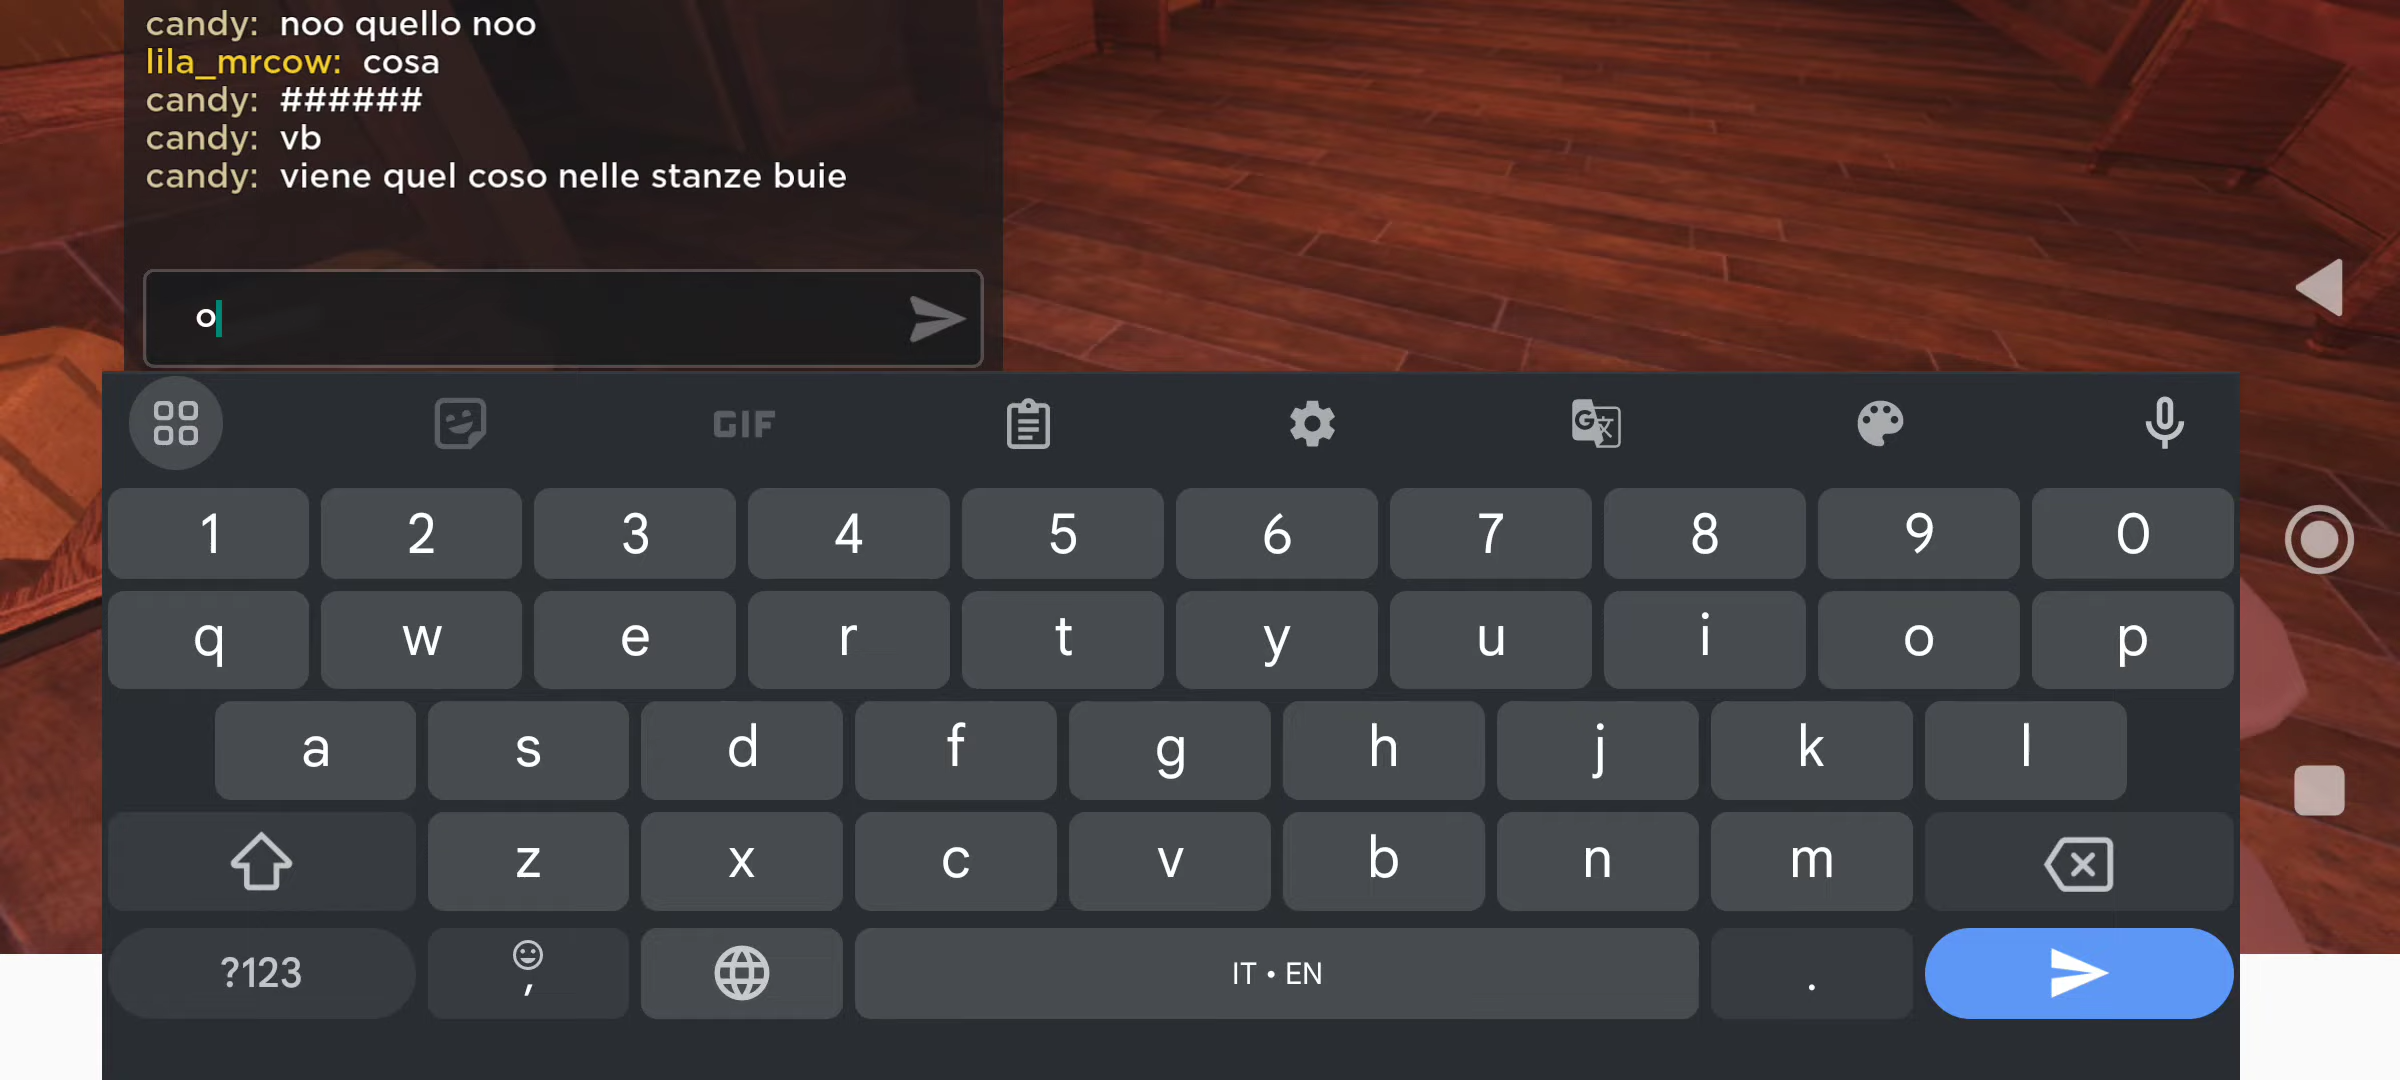 candy: noo quello noo
lila_mrcow: cosa
candy: ######
candy: vb
candy: viene quel coso nelle stanze buie
o
GIF
1 2 3 4 5 6 7 8 9 0
q w e r t y u i o p
a s d f g h j k l
z x c v b n m
?123 , IT • EN .